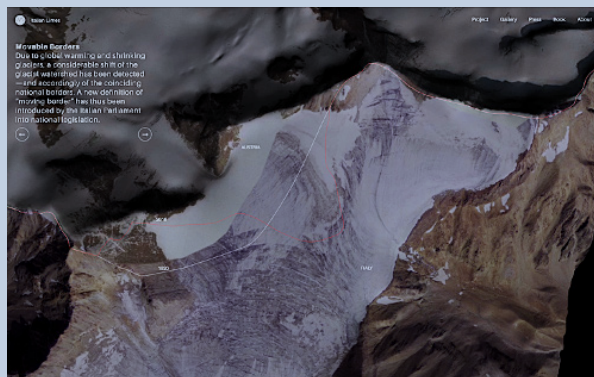 Italian Limes
Project Gallery Press Book About
Movable Borders
Due to global warming and shrinking
glaciers, a considerable shift of the
glacial watershed has been detected
—and accordingly of the coinciding
national borders. A new definition of
"moving border" has thus been
introduced by the Italian Parliament
into national legislation.
AUSTRIA
1920
ITALY